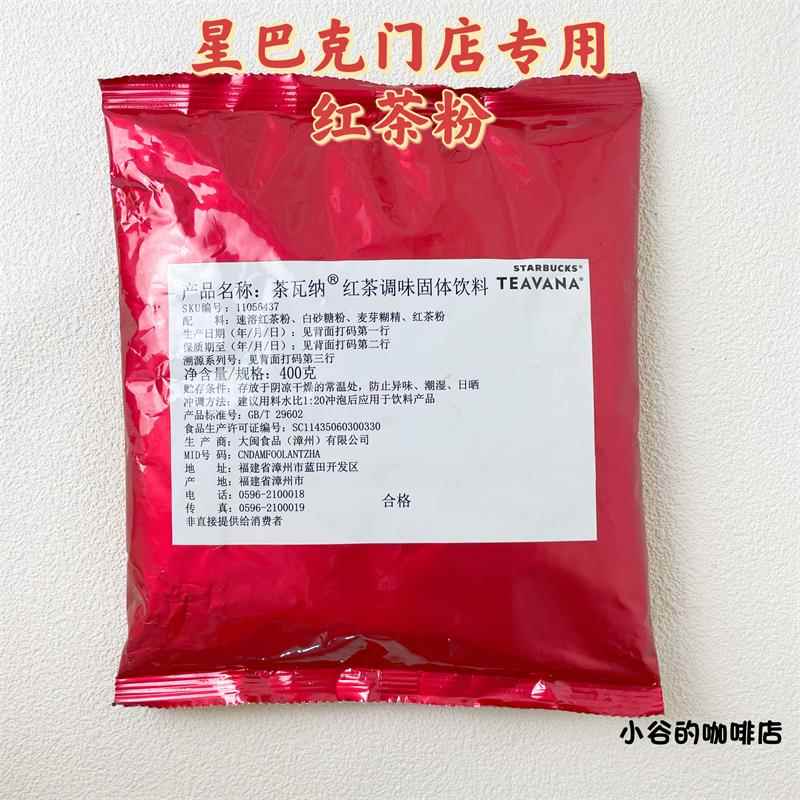 星巴克门店专用
红茶粉
STARBUCKS®
TEAVANA®
产品名称：茶瓦纳®红茶调味固体饮料
SKU编号：11056437
配　　料：速溶红茶粉、白砂糖粉、麦芽糊精、红茶粉
生产日期（年/月/日）：见背面打码第一行
保质期至（年/月/日）：见背面打码第二行
溯源系列号：见背面打码第三行
净含量/规格：400克
贮存条件：存放于阴凉干燥的常温处，防止异味、潮湿、日晒
冲调方法：建议用料水比1:20冲泡后应用于饮料产品
产品标准号：GB/T 29602
食品生产许可证编号：SC11435060300330
生 产 商：大闽食品（漳州）有限公司
MID号 码：CNDAMFOOLANTZHA
地　　址：福建省漳州市蓝田开发区
产　　地：福建省漳州市
电　　话：0596-2100018
传　　真：0596-2100019
合格
非直接提供给消费者
小谷的咖啡店